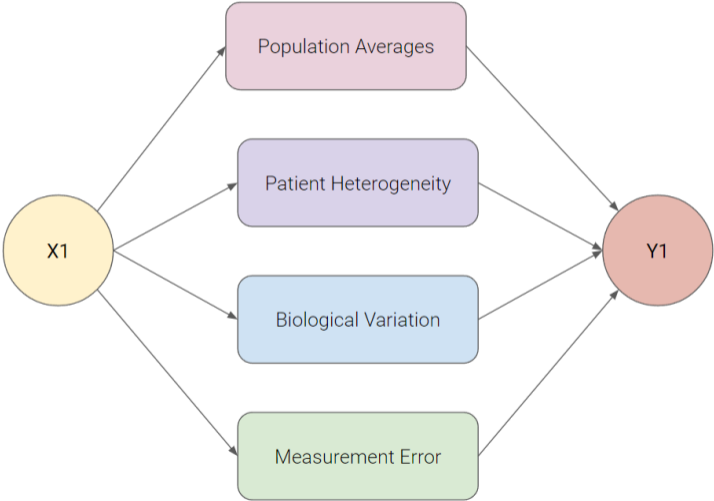 Population Averages
Patient Heterogeneity
X1
Y1
Biological Variation
Measurement Error